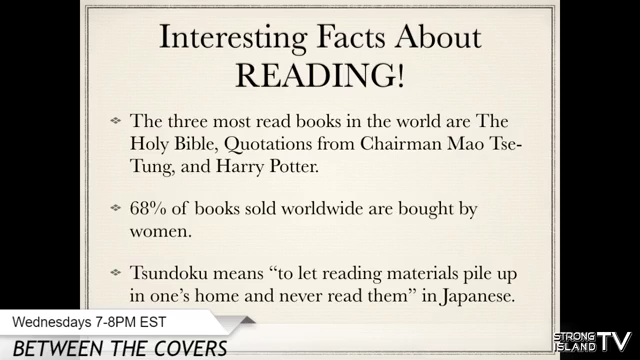 Interesting Facts About
READING!
The three most read books in the world are The
Holy Bible, Quotations from Chairman Mao Tse-
Tung, and Harry Potter.
68% of books sold worldwide are bought by
women.
Tsundoku means “to let reading materials pile up
in one’s home and never read them” in Japanese.
Wednesdays 7-8PM EST
BETWEEN THE COVERS
STRONG
ISLAND TV